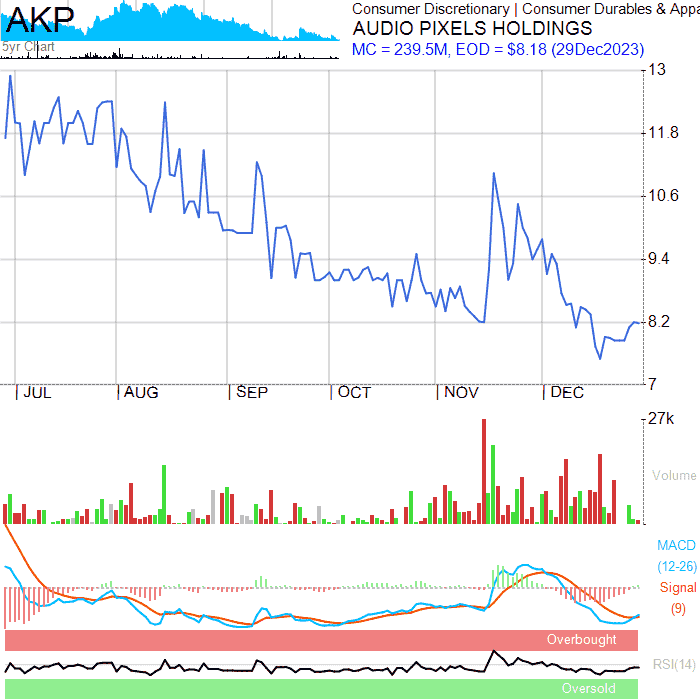 AKP
5yr Chart
Consumer Discretionary | Consumer Durables & Appa
AUDIO PIXELS HOLDINGS
MC = 239.5M, EOD = $8.18 (29Dec2023)
13
11.8
10.6
9.4
8.2
7
| JUL | AUG | SEP | OCT | NOV | DEC
27k
Volume
MACD
(12-26)
Signal
(9)
Overbought
RSI(14)
Oversold